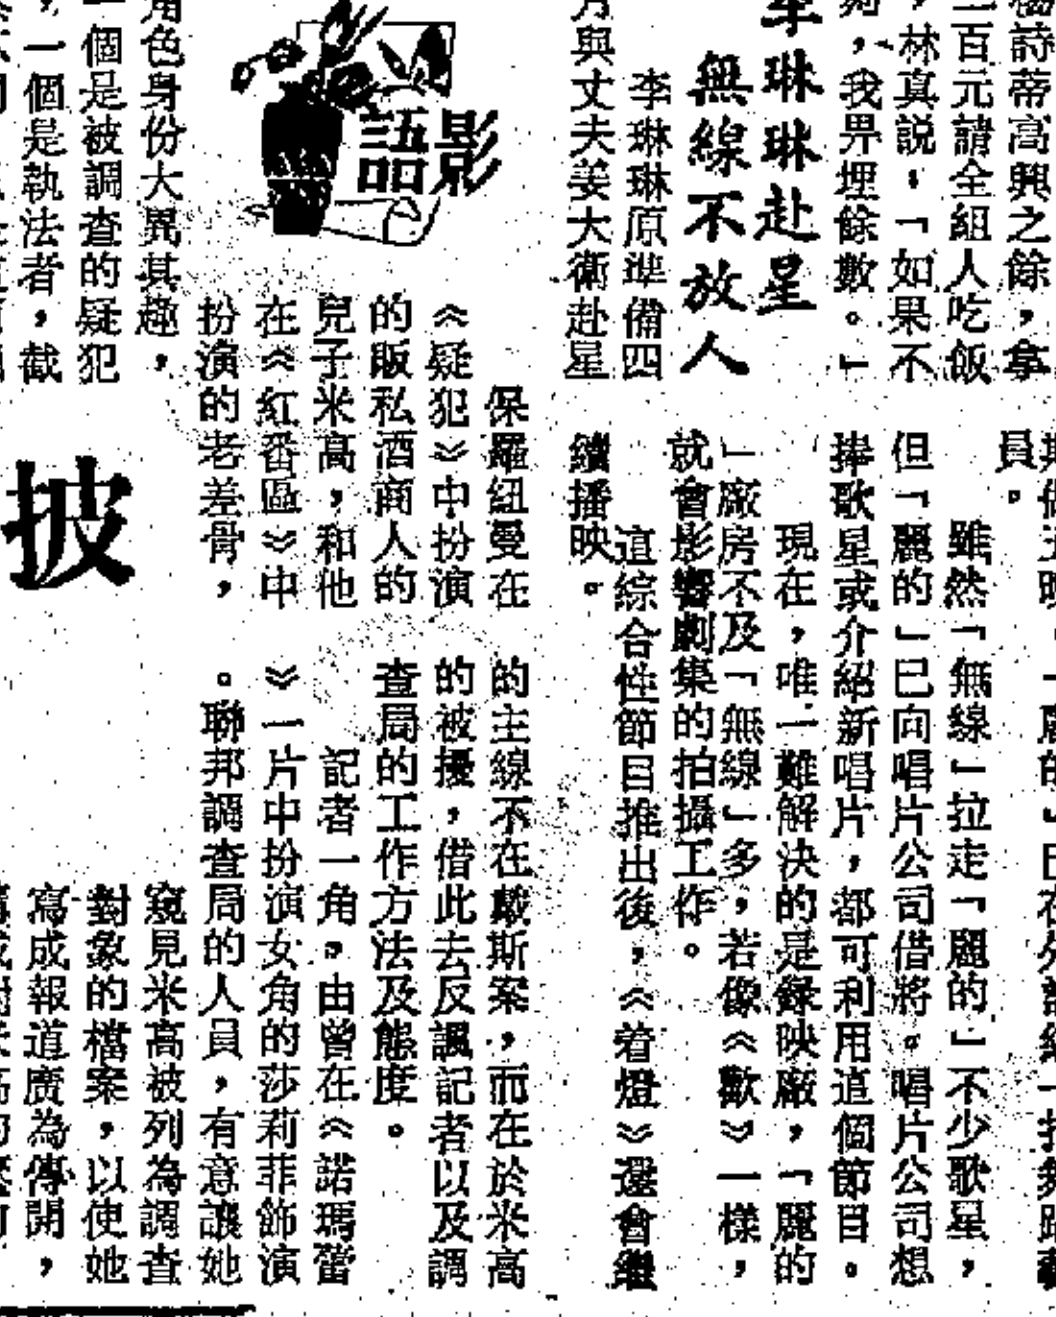 詩蒂高興之餘，拿
二百元請全組人吃飯
，林真說：「如果不
，我畀埋餘數。」
李琳琳赴星
無線不放人
李琳琳原準備四
月與丈夫姜大衛赴星
員。
雖然「無線」拉走「麗的」不少歌星，
但「麗的」已向唱片公司借將。唱片公司想
捧歌星或介紹新唱片，都可利用這個節目。
現在，唯一難解決的是錄映廠，「麗的
」廠房不及「無線」多，若像《歡》一樣，
就會影響劇集的拍攝工作。
這綜合性節目推出後，《着燈》還會繼
續播映。
影語
保羅紐曼在
《疑犯》中扮演
的販私酒商人的
兒子米高，和他
在《紅番區》中
扮演的老差骨，
角色身份大異其趣，
一個是被調查的疑犯
，一個是執法者，截
披
的主線不在戴斯案，而在於米高
的被擾，借此去反諷記者以及調
查局的工作方法及態度。
記者一角，由曾在《諾瑪蕾
》一片中扮演女角的莎莉菲飾演
。聯邦調查局的人員，有意讓她
窺見米高被列為調查
對象的檔案，以使她
寫成報道廣為傳開，